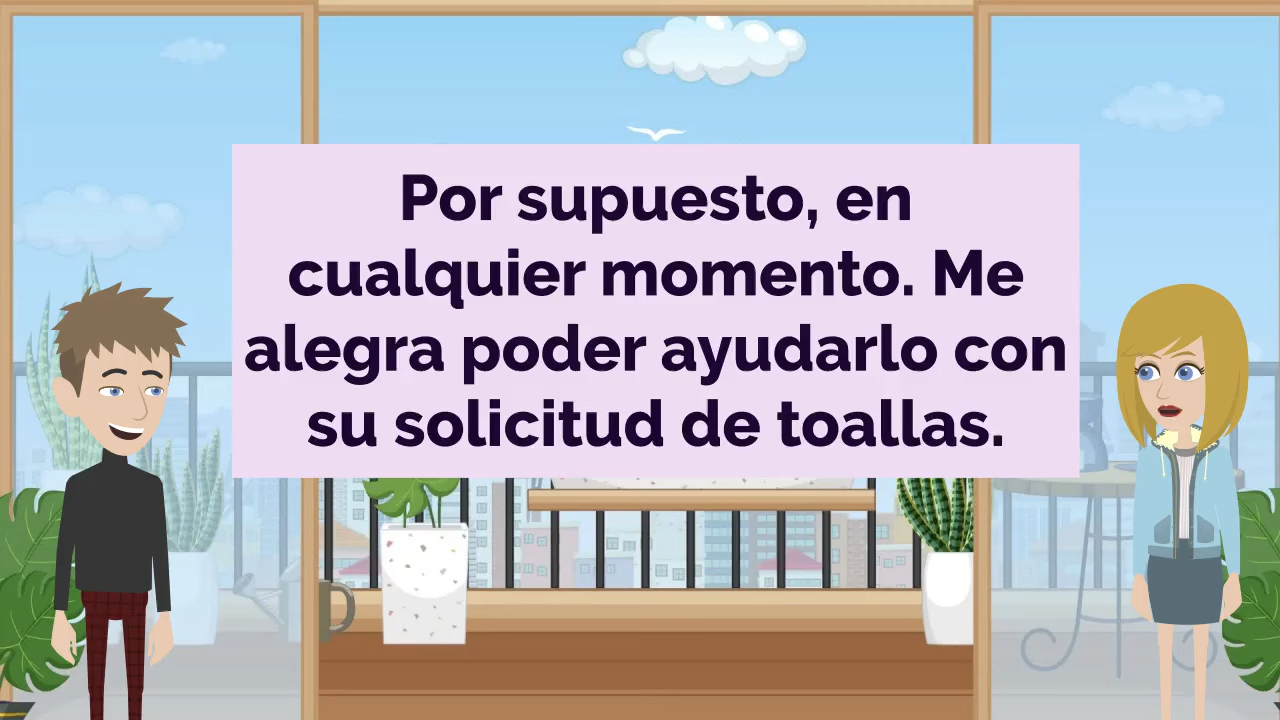 Por supuesto, en
cualquier momento. Me
alegra poder ayudarlo con
su solicitud de toallas.